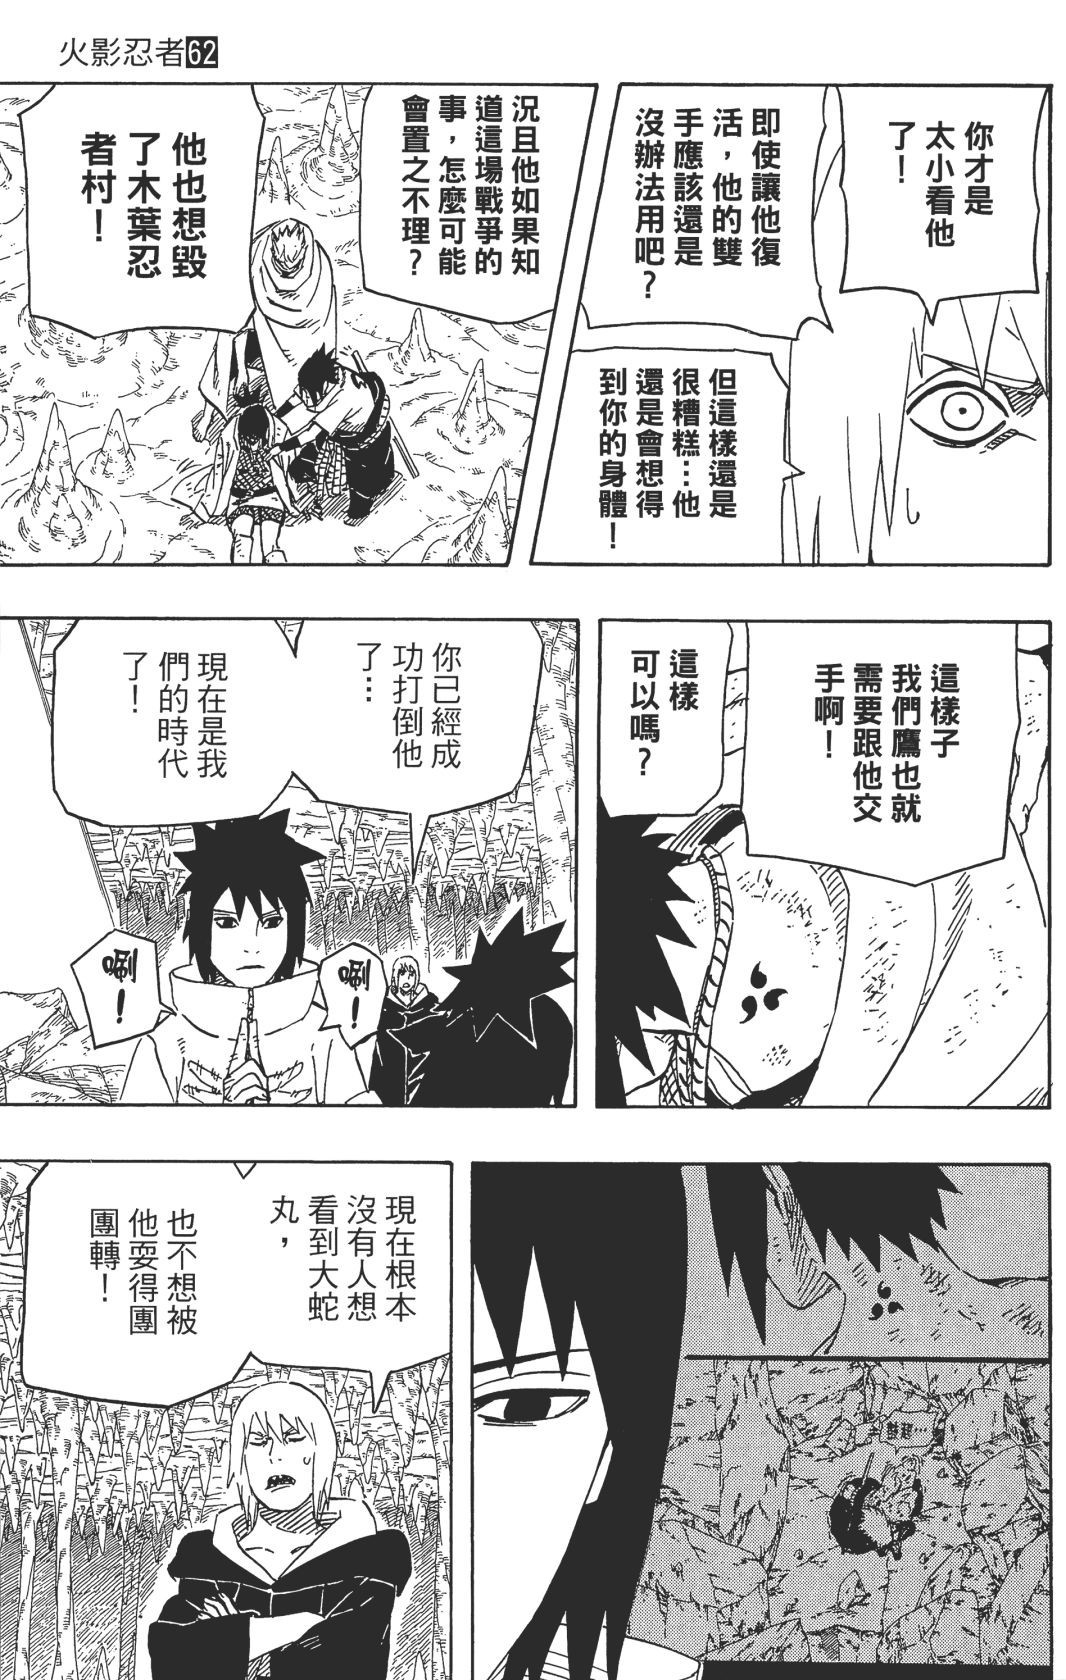 火影忍者62
你才是
太小看他
了！
即使讓他復
活，他的雙
手應該還是
沒辦法用吧？
但這樣還是
很糟糕…他
還是會想得
到你的身體！
況且他如果知
道這場戰爭的
事，怎麼可能
會置之不理？
他也想毀
了木葉忍
者村！
這樣子
我們鷹也就
需要跟他交
手啊！
這樣
可以嗎？
你已經成
功打倒他
了…
現在是我
們的時代
了！
唰！
唰！
現在根本
沒有人想
看到大蛇
丸，
也不想被
他耍得團
團轉！